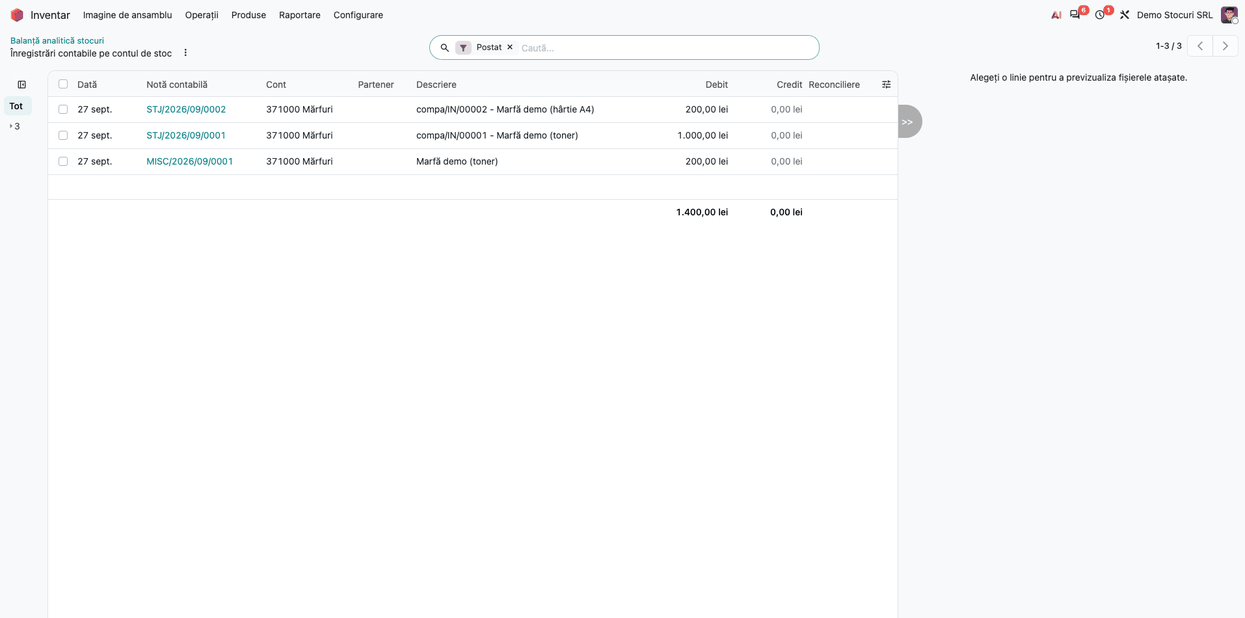 Inventar Imagine de ansamblu Operații Produse Raportare Configurare AI 6 1 Demo Stocuri SRL
Balanță analitică stocuri
Înregistrări contabile pe contul de stoc
Postat × Caută...
1-3 / 3
Dată Notă contabilă Cont Partener Descriere Debit Credit Reconciliere
Tot
3
27 sept. STJ/2026/09/0002 371000 Mărfuri compa/IN/00002 - Marfă demo (hârtie A4) 200,00 lei 0,00 lei
27 sept. STJ/2026/09/0001 371000 Mărfuri compa/IN/00001 - Marfă demo (toner) 1.000,00 lei 0,00 lei
27 sept. MISC/2026/09/0001 371000 Mărfuri Marfă demo (toner) 200,00 lei 0,00 lei
1.400,00 lei 0,00 lei
>>
Alegeți o linie pentru a previzualiza fișierele atașate.